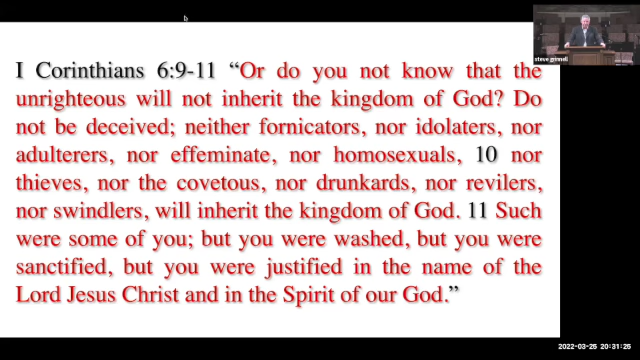 I Corinthians 6:9-11 “Or do you not know that the
unrighteous will not inherit the kingdom of God? Do
not be deceived; neither fornicators, nor idolaters, nor
adulterers, nor effeminate, nor homosexuals, 10 nor
thieves, nor the covetous, nor drunkards, nor revilers,
nor swindlers, will inherit the kingdom of God. 11 Such
were some of you; but you were washed, but you were
sanctified, but you were justified in the name of the
Lord Jesus Christ and in the Spirit of our God.”
steve grinnell
2022-03-25 20:31:26